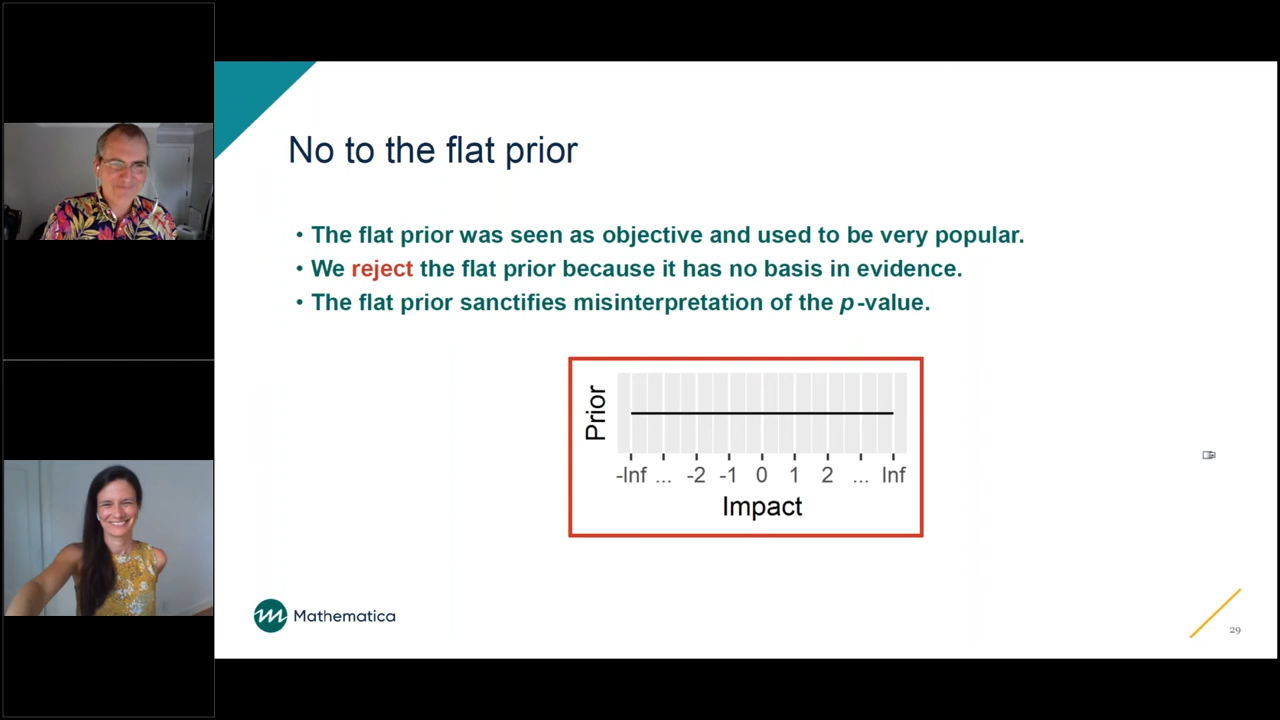 No to the flat prior
• The flat prior was seen as objective and used to be very popular.
• We reject the flat prior because it has no basis in evidence.
• The flat prior sanctifies misinterpretation of the p-value.
Prior
-Inf ... -2 -1 0 1 2 ... Inf
Impact
Mathematica
29